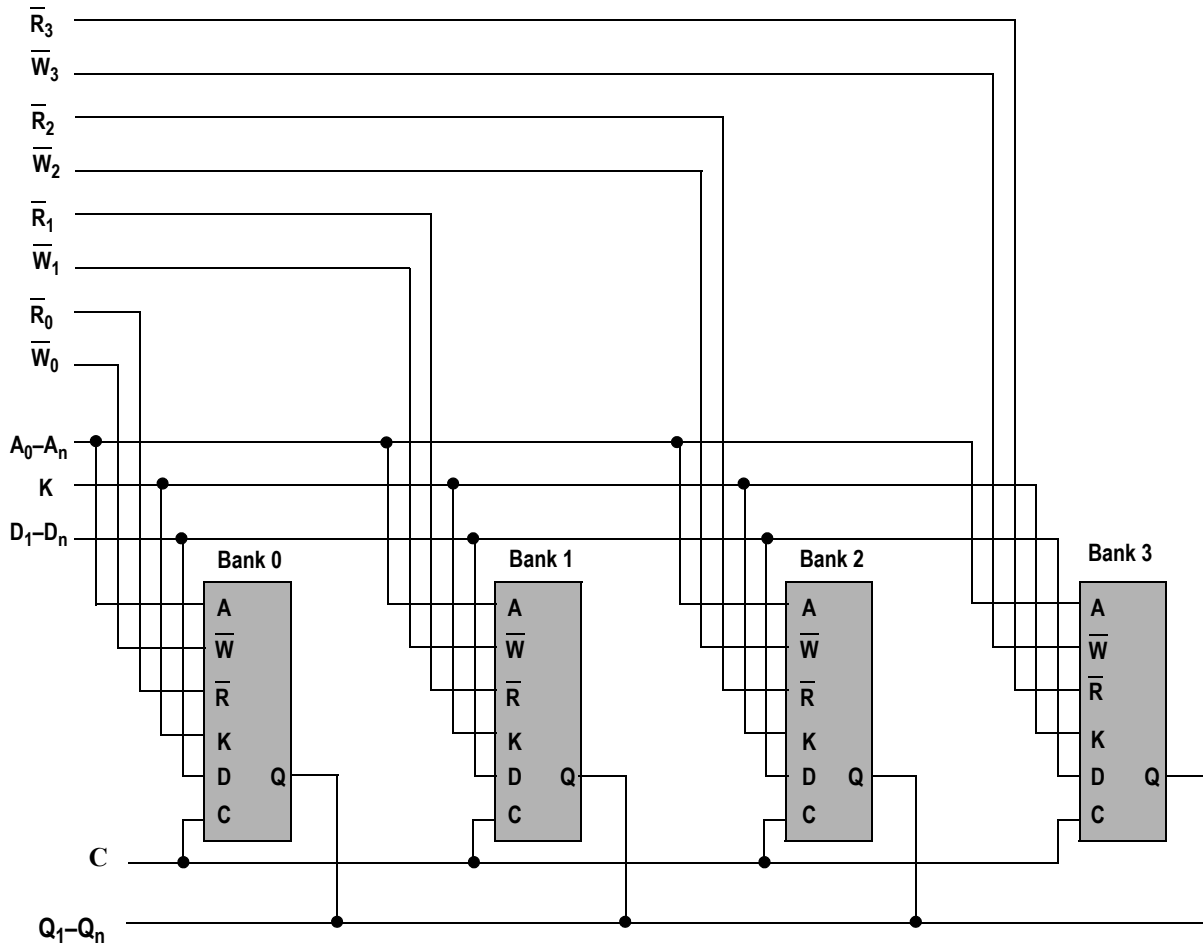 R̅₃
W̅₃
R̅₂
W̅₂
R̅₁
W̅₁
R̅₀
W̅₀
A₀–Aₙ
K
D₁–Dₙ
Bank 0
Bank 1
Bank 2
Bank 3
A
W̅
R̅
K
D Q
C
A
W̅
R̅
K
D Q
C
A
W̅
R̅
K
D Q
C
A
W̅
R̅
K
D Q
C
C
Q₁–Qₙ